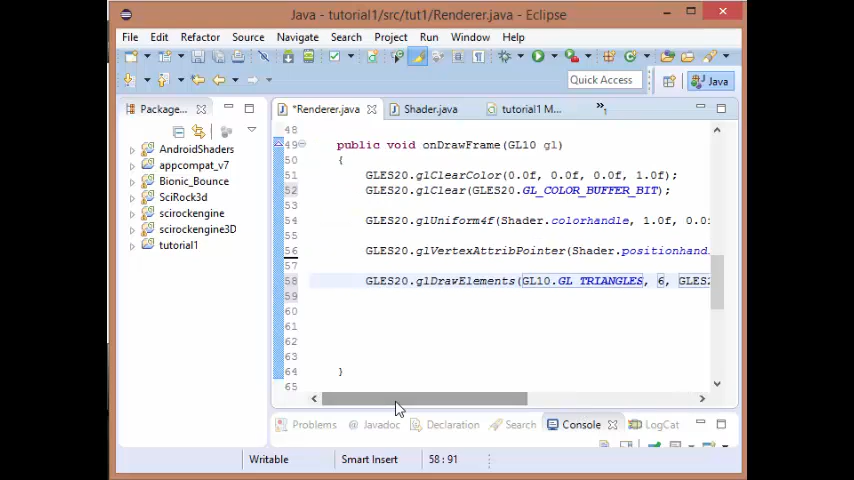 Java - tutorial1/src/tut1/Renderer.java - Eclipse
File Edit Refactor Source Navigate Search Project Run Window Help
Quick Access
Java
Package...
*Renderer.java
Shader.java
tutorial1 M...
»1
AndroidShaders
appcompat_v7
Bionic_Bounce
SciRock3d
scirockengine
scirockengine3D
tutorial1
48
49 public void onDrawFrame(GL10 gl)
50 {
51 GLES20.glClearColor(0.0f, 0.0f, 0.0f, 1.0f);
52 GLES20.glClear(GLES20.GL_COLOR_BUFFER_BIT);
53
54 GLES20.glUniform4f(Shader.colorhandle, 1.0f, 0.0f
55
56 GLES20.glVertexAttribPointer(Shader.positionhandl
57
58 GLES20.glDrawElements(GL10.GL_TRIANGLES, 6, GLES2
59
60
61
62
63
64 }
65
Problems @ Javadoc Declaration Search Console LogCat
Writable Smart Insert 58 : 91